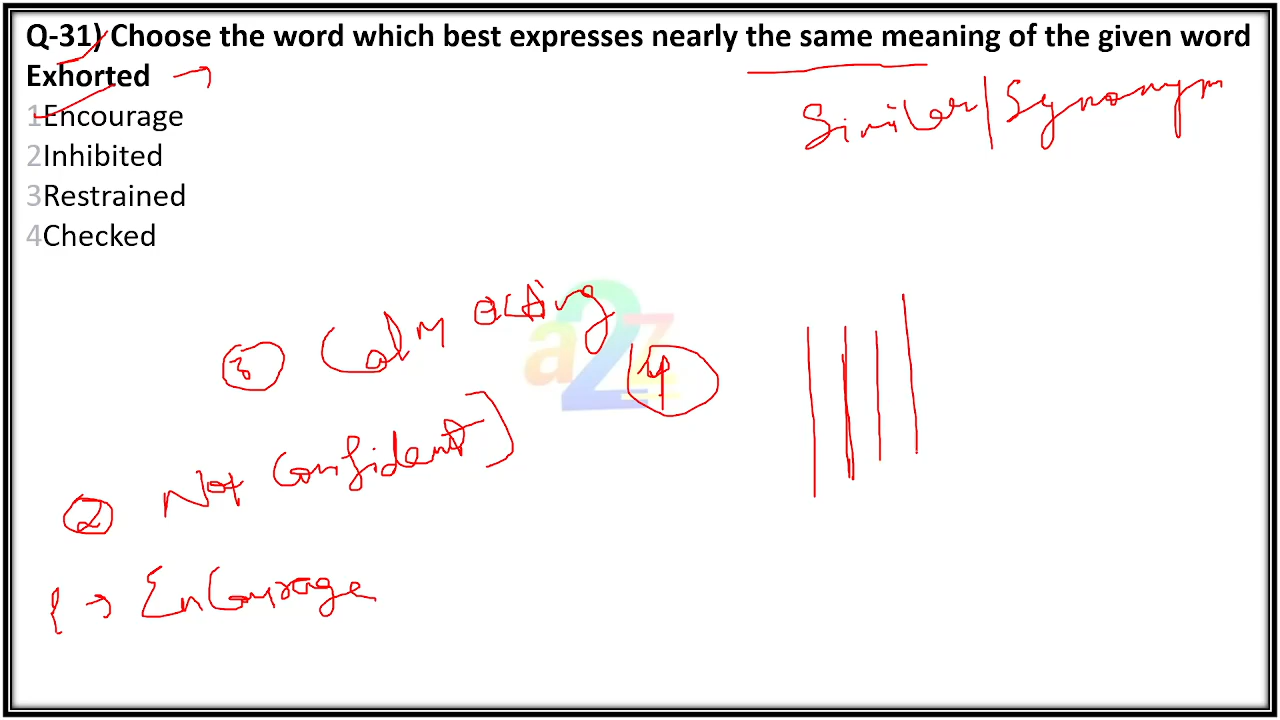 Q-31) Choose the word which best expresses nearly the same meaning of the given word
Exhorted
1Encourage
2Inhibited
3Restrained
4Checked
Similar/Synonym
3 Calm acting
4
2 Not Confident
1 → Encourage
a2z